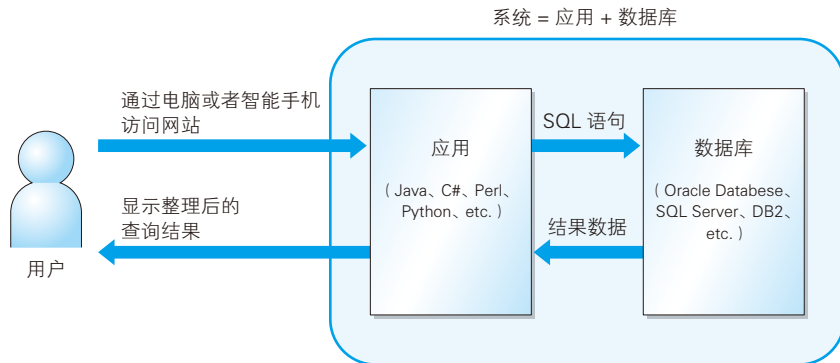 系统 = 应用 + 数据库
通过电脑或者智能手机
访问网站
应用
（Java、C#、Perl、
Python、etc.）
SQL 语句
数据库
（Oracle Databese、
SQL Server、DB2、
etc.）
显示整理后的
查询结果
结果数据
用户